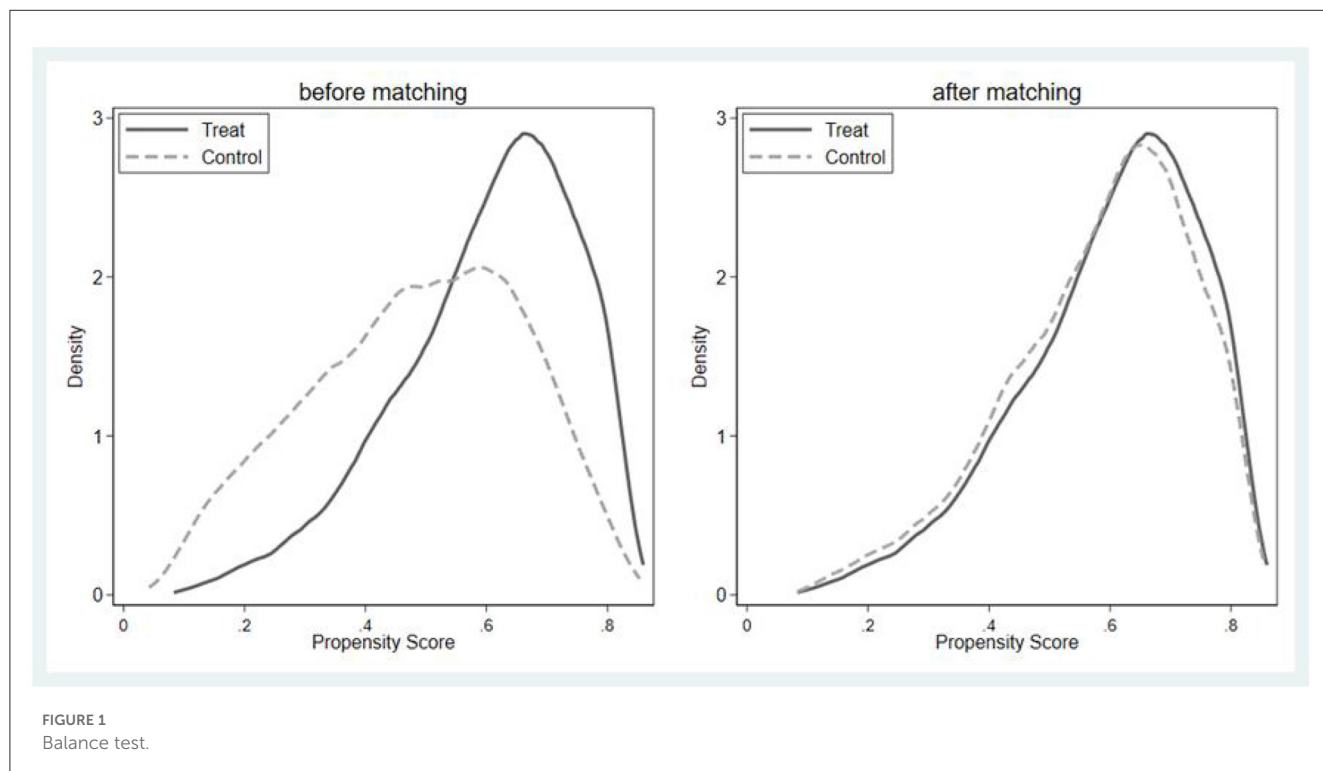 before matching
Treat
Control
3
2
1
0
Density
0 .2 .4 .6 .8
Propensity Score
after matching
Treat
Control
3
2
1
0
Density
0 .2 .4 .6 .8
Propensity Score
FIGURE 1
Balance test.